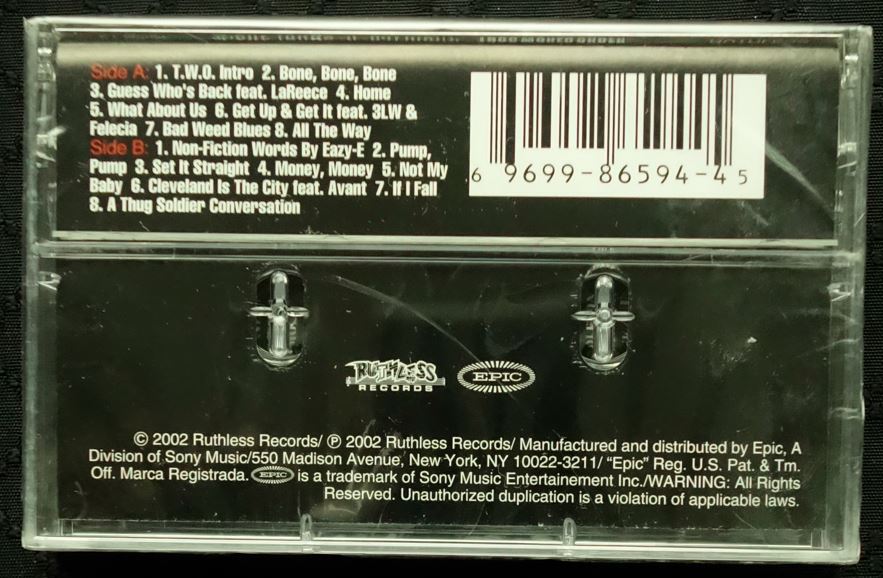 Side A: 1. T.W.O. Intro 2. Bone, Bone, Bone
3. Guess Who's Back feat. LaReece 4. Home
5. What About Us 6. Get Up & Get It feat. 3LW &
Felecia 7. Bad Weed Blues 8. All The Way
Side B: 1. Non-Fiction Words By Eazy-E 2. Pump,
Pump 3. Set It Straight 4. Money, Money 5. Not My
Baby 6. Cleveland Is The City feat. Avant 7. If I Fall
8. A Thug Soldier Conversation
6 9699-86594-4 5
RUTHLESS
RECORDS
EPIC
© 2002 Ruthless Records/ ℗ 2002 Ruthless Records/ Manufactured and distributed by Epic, A
Division of Sony Music/550 Madison Avenue, New York, NY 10022-3211/ "Epic" Reg. U.S. Pat. & Tm.
Off. Marca Registrada. EPIC is a trademark of Sony Music Entertainement Inc./WARNING: All Rights
Reserved. Unauthorized duplication is a violation of applicable laws.